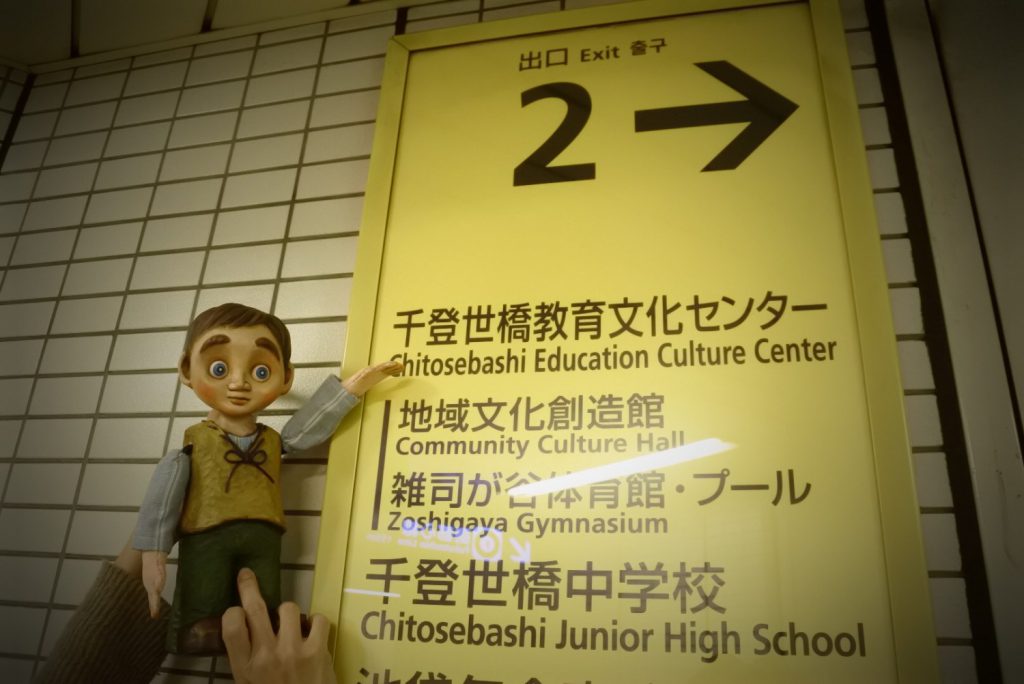 出口 Exit 출구
2
千登世橋教育文化センター
Chitosebashi Education Culture Center
地域文化創造館
Community Culture Hall
雑司が谷体育館・プール
Zoshigaya Gymnasium
千登世橋中学校
Chitosebashi Junior High School